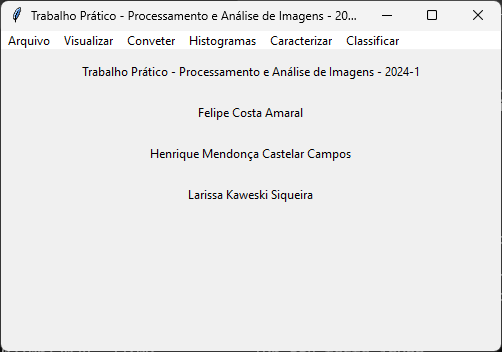 Trabalho Prático - Processamento e Análise de Imagens - 20...
Arquivo Visualizar Conveter Histogramas Caracterizar Classificar
Trabalho Prático - Processamento e Análise de Imagens - 2024-1
Felipe Costa Amaral
Henrique Mendonça Castelar Campos
Larissa Kaweski Siqueira